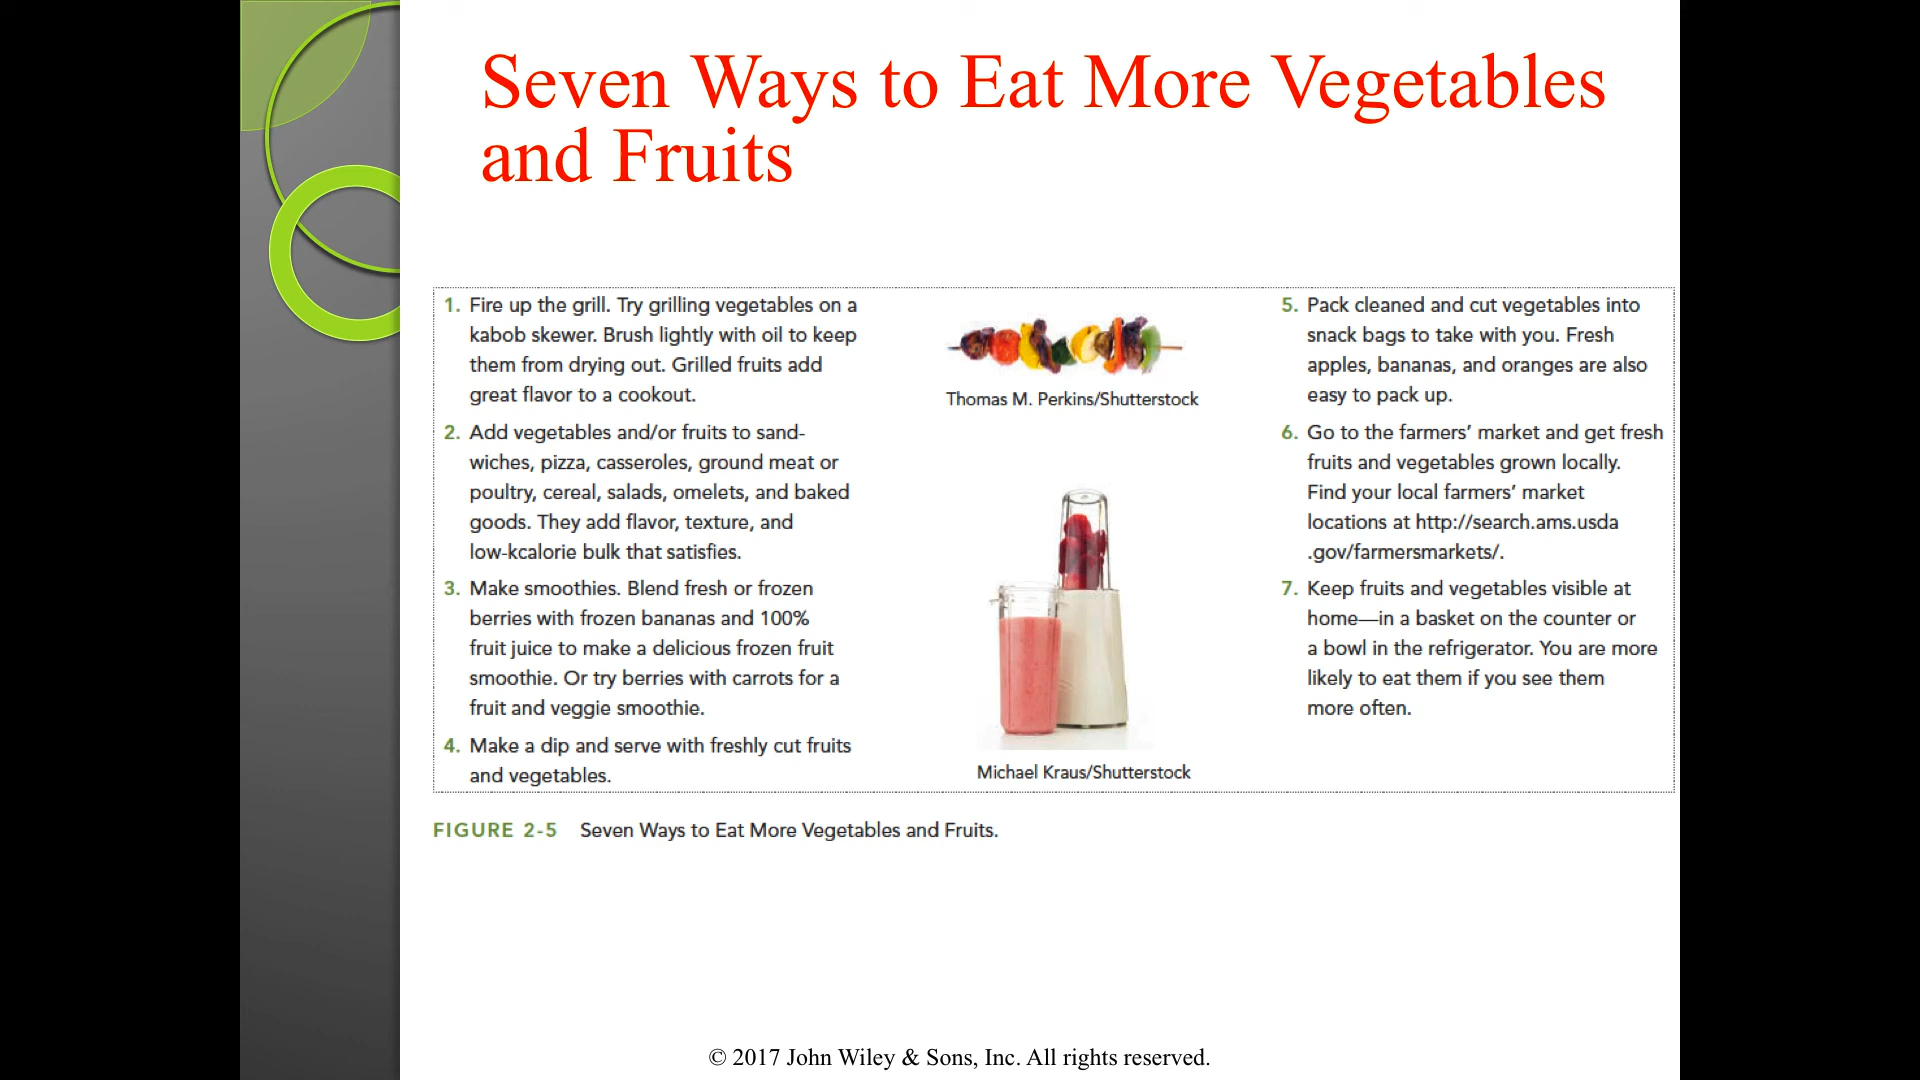 Seven Ways to Eat More Vegetables
and Fruits
1. Fire up the grill. Try grilling vegetables on a
kabob skewer. Brush lightly with oil to keep
them from drying out. Grilled fruits add
great flavor to a cookout.
2. Add vegetables and/or fruits to sand-
wiches, pizza, casseroles, ground meat or
poultry, cereal, salads, omelets, and baked
goods. They add flavor, texture, and
low-kcalorie bulk that satisfies.
3. Make smoothies. Blend fresh or frozen
berries with frozen bananas and 100%
fruit juice to make a delicious frozen fruit
smoothie. Or try berries with carrots for a
fruit and veggie smoothie.
4. Make a dip and serve with freshly cut fruits
and vegetables.
Thomas M. Perkins/Shutterstock
Michael Kraus/Shutterstock
5. Pack cleaned and cut vegetables into
snack bags to take with you. Fresh
apples, bananas, and oranges are also
easy to pack up.
6. Go to the farmers’ market and get fresh
fruits and vegetables grown locally.
Find your local farmers’ market
locations at http://search.ams.usda
.gov/farmersmarkets/.
7. Keep fruits and vegetables visible at
home—in a basket on the counter or
a bowl in the refrigerator. You are more
likely to eat them if you see them
more often.
FIGURE 2-5 Seven Ways to Eat More Vegetables and Fruits.
© 2017 John Wiley & Sons, Inc. All rights reserved.